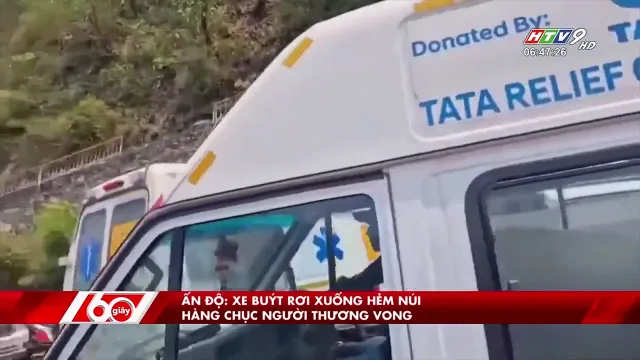 Donated By:
TATA RELIEF
HTV9 HD
06:47:26
60 giây
ẤN ĐỘ: XE BUÝT RƠI XUỐNG HẺM NÚI
HÀNG CHỤC NGƯỜI THƯƠNG VONG